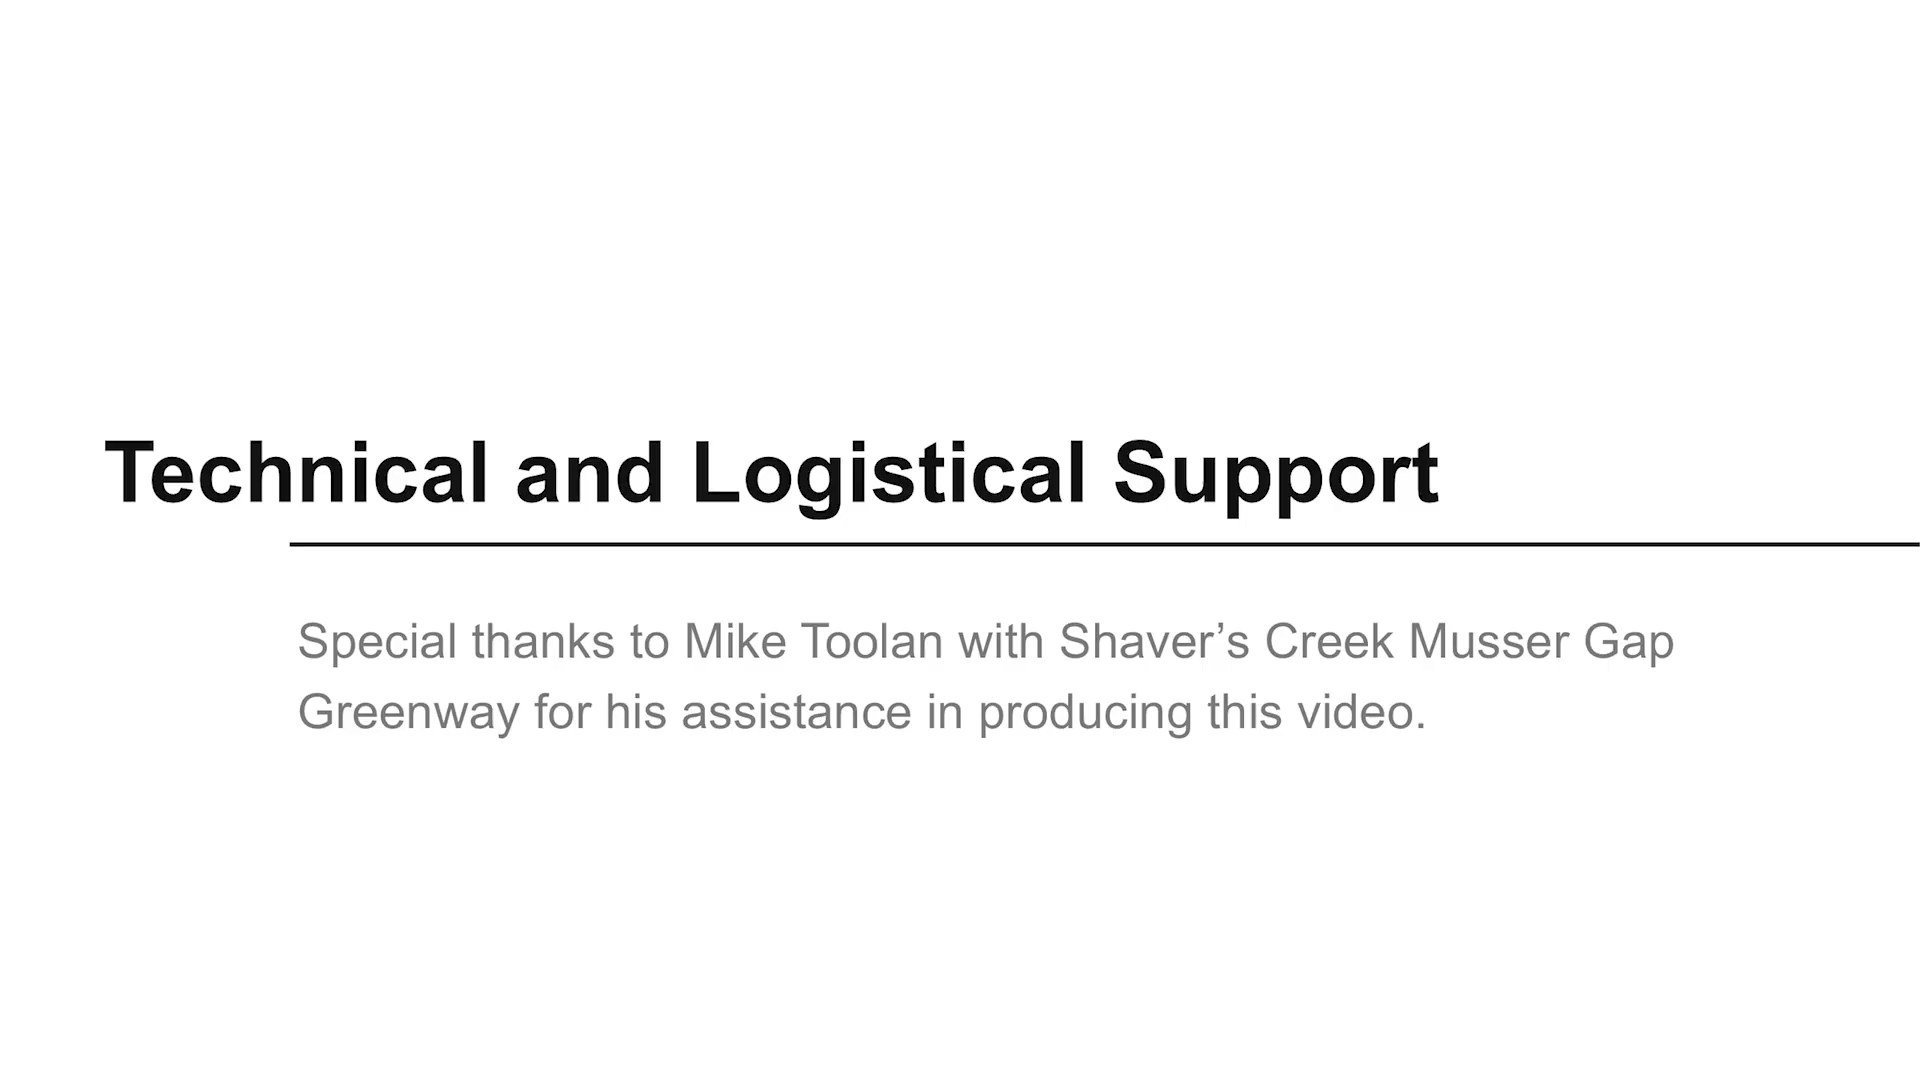 Technical and Logistical Support
Special thanks to Mike Toolan with Shaver’s Creek Musser Gap
Greenway for his assistance in producing this video.